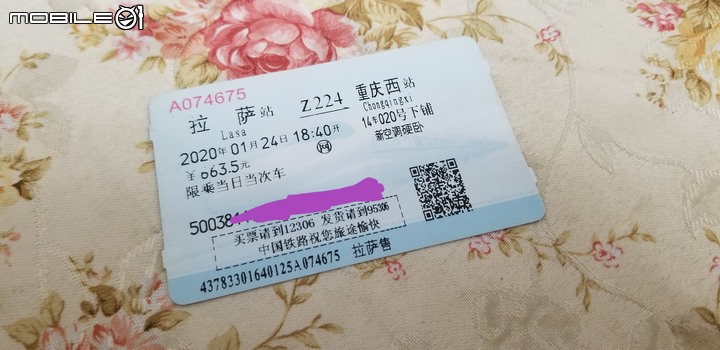 MOBILE01
A074675
拉萨站 Z224 重庆西站
Lasa Chongqingxi
2020年01月24日18:40开 14车020号下铺
¥663.5元 网 新空调硬卧
限乘当日当次车
5003811
买票请到12306 发货请到95306
中国铁路祝您旅途愉快
43783301640125A074675 拉萨售